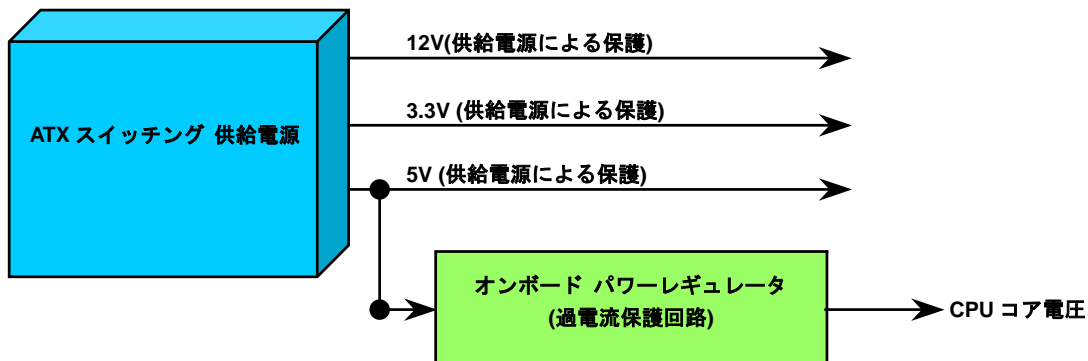 12V(供給電源による保護)
3.3V (供給電源による保護)
ATX スイッチング 供給電源
5V (供給電源による保護)
オンボード パワーレギュレータ
(過電流保護回路)
CPU コア電圧